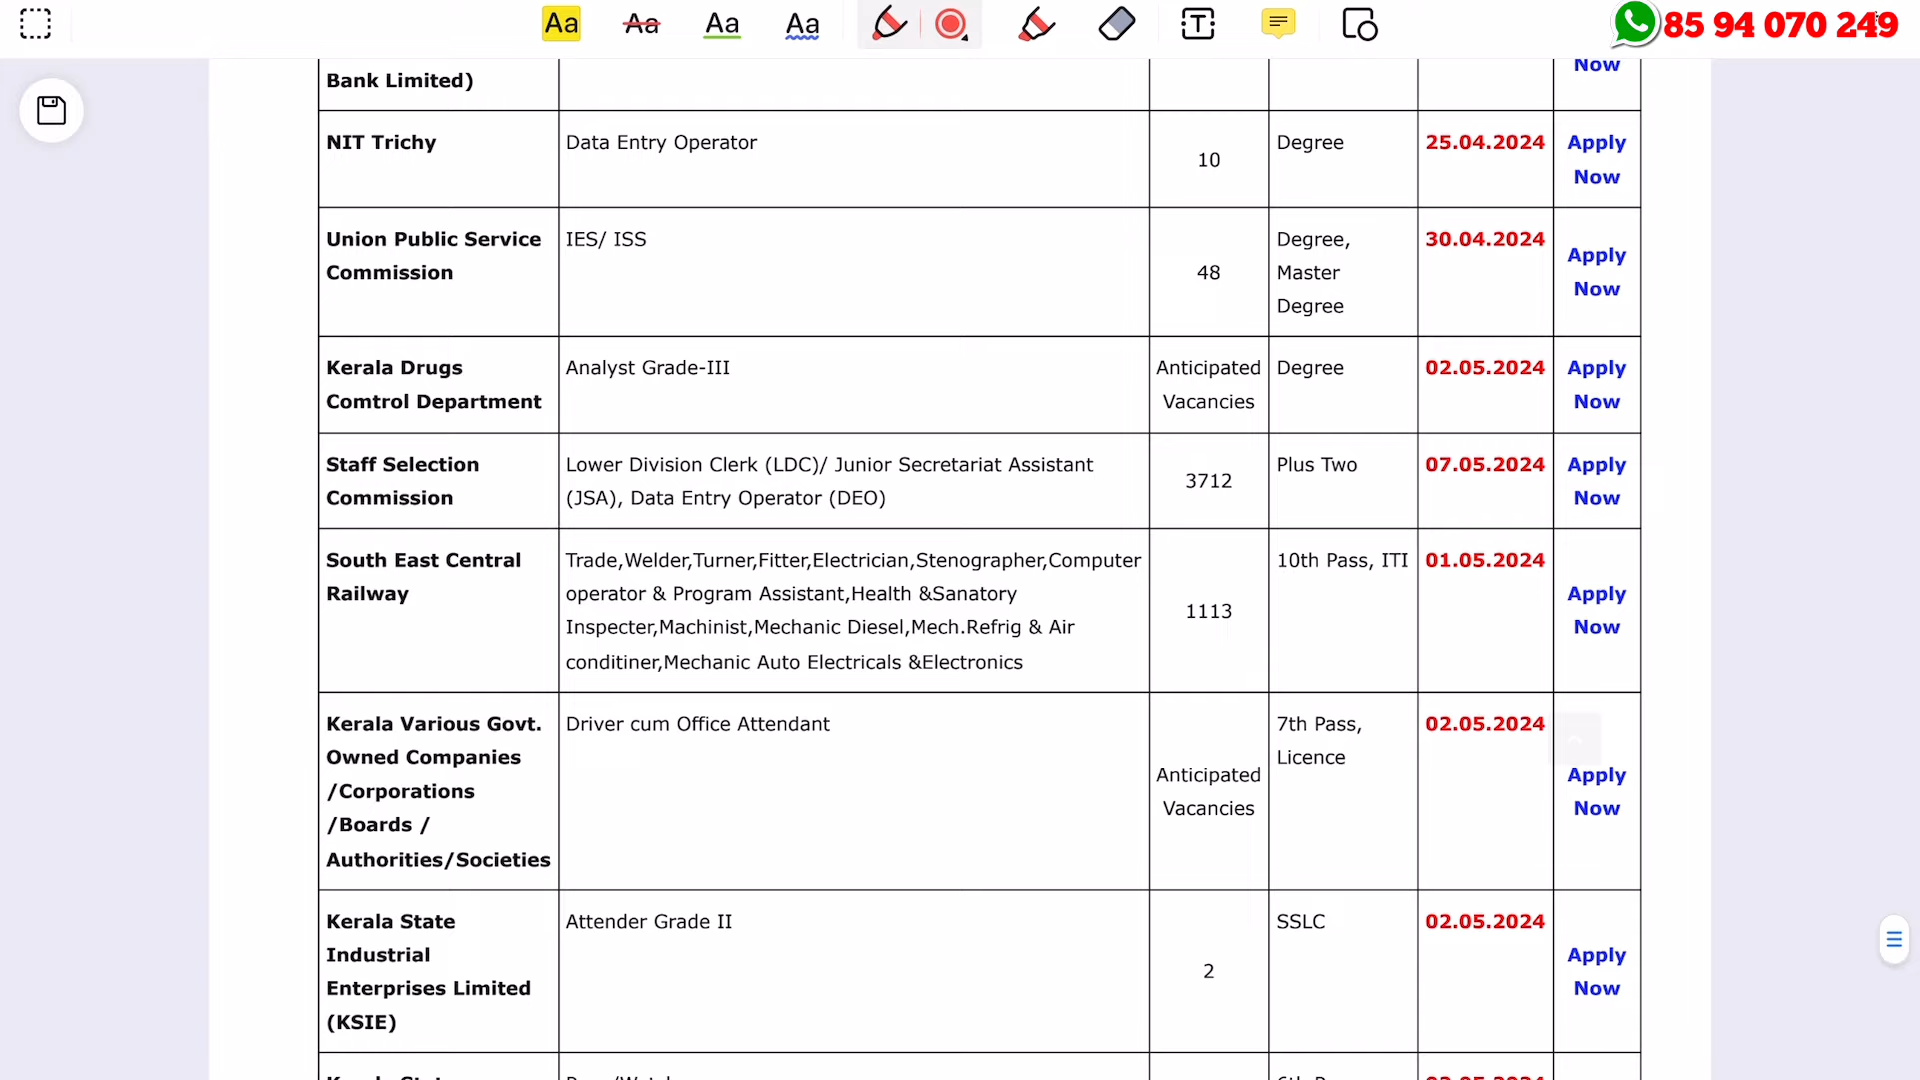 Aa Aa Aa Aa T
85 94 070 249
Bank Limited) Now
NIT Trichy Data Entry Operator 10 Degree 25.04.2024 Apply
Now
Union Public Service IES/ ISS Degree, 30.04.2024 Apply
Commission 48 Master Now
Degree
Kerala Drugs Analyst Grade-III Anticipated Degree 02.05.2024 Apply
Comtrol Department Vacancies Now
Staff Selection Lower Division Clerk (LDC)/ Junior Secretariat Assistant 3712 Plus Two 07.05.2024 Apply
Commission (JSA), Data Entry Operator (DEO) Now
South East Central Trade,Welder,Turner,Fitter,Electrician,Stenographer,Computer 10th Pass, ITI 01.05.2024
Railway operator & Program Assistant,Health &Sanatory 1113 Apply
Inspecter,Machinist,Mechanic Diesel,Mech.Refrig & Air Now
conditiner,Mechanic Auto Electricals &Electronics
Kerala Various Govt. Driver cum Office Attendant 7th Pass, 02.05.2024
Owned Companies Anticipated Licence Apply
/Corporations Vacancies Now
/Boards /
Authorities/Societies
Kerala State Attender Grade II SSLC 02.05.2024
Industrial 2 Apply
Enterprises Limited Now
(KSIE)